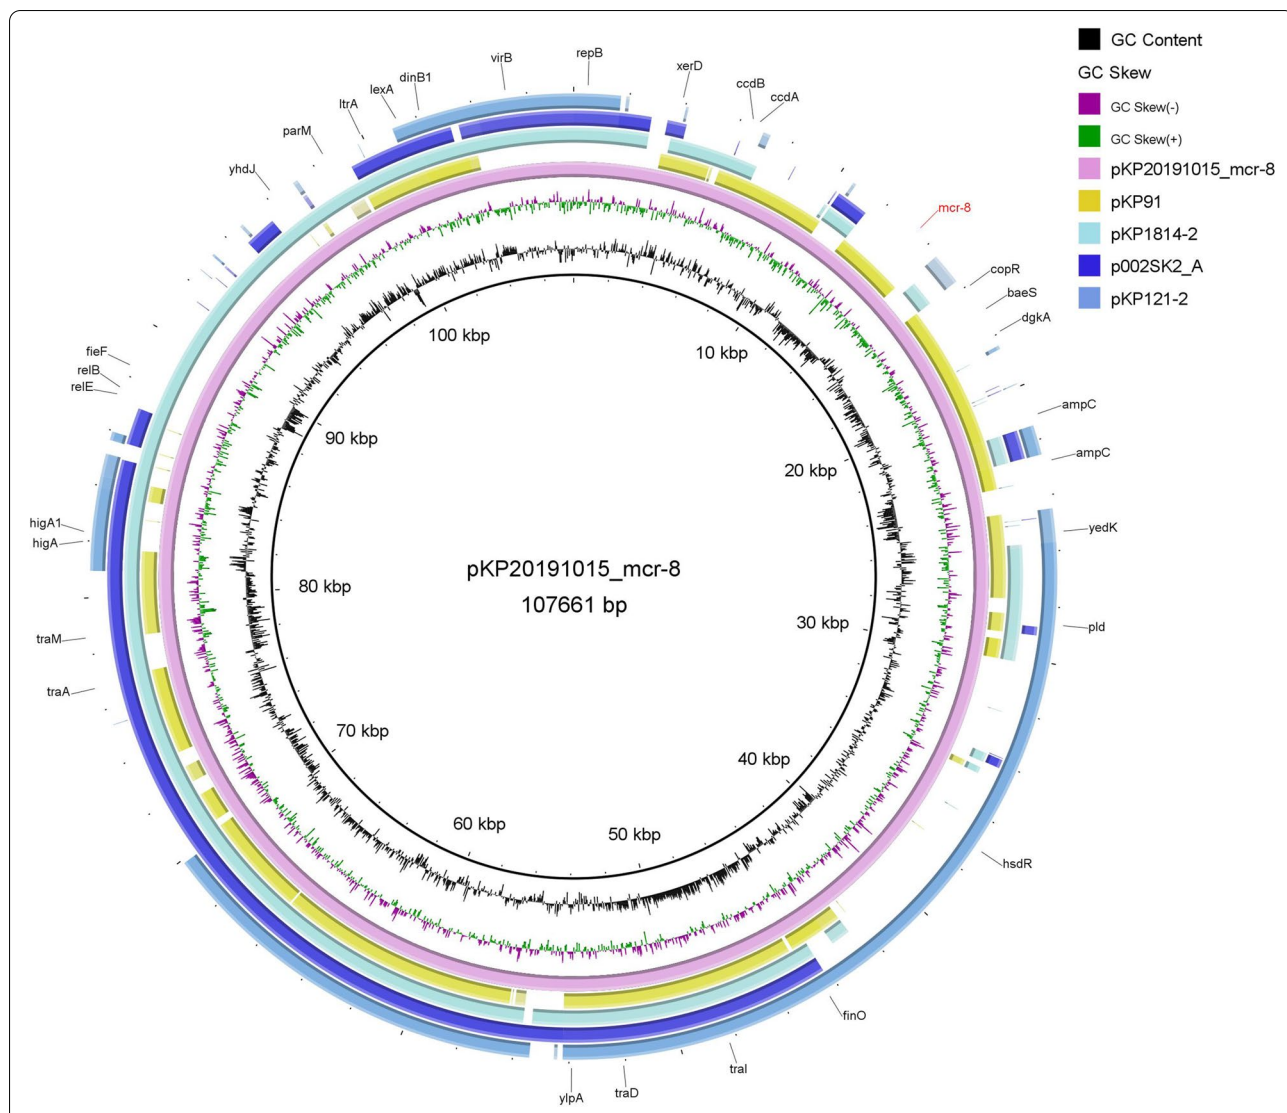 GC Content
GC Skew
GC Skew(-)
GC Skew(+)
pKP20191015_mcr-8
pKP91
pKP1814-2
p002SK2_A
pKP121-2
repB
xerD
ccdB
ccdA
mcr-8
copR
baeS
dgkA
ampC
ampC
yedK
pld
hsdR
finO
traI
traD
ylpA
traA
traM
higA
higA1
relE
relB
fieF
yhdJ
parM
ltrA
lexA
dinB1
virB
10 kbp
20 kbp
30 kbp
40 kbp
50 kbp
60 kbp
70 kbp
80 kbp
90 kbp
100 kbp
pKP20191015_mcr-8
107661 bp